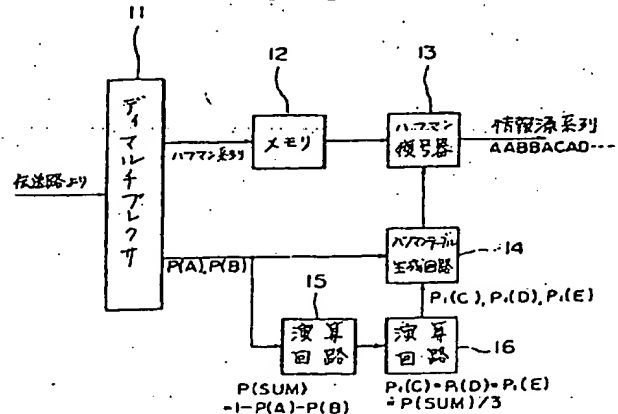 11
ディマルチプレクサ
12
メモリ
13
ハフマン
復号器
情報源系列
AABBACAD---
ハフマン系列
伝送路より
P(A),P(B)
ハフマンテーブル
生成回路
14
P₁(C),P₁(D),P₁(E)
15
演算
回路
演算
回路
16
P(SUM)
=1-P(A)-P(B)
P₁(C)=P₁(D)=P₁(E)
=P(SUM)/3